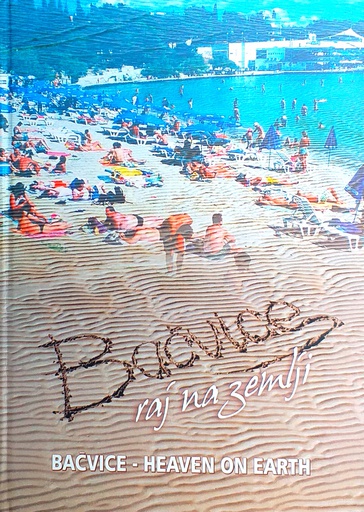 Bačvice
raj na zemlji
BACVICE - HEAVEN ON EARTH